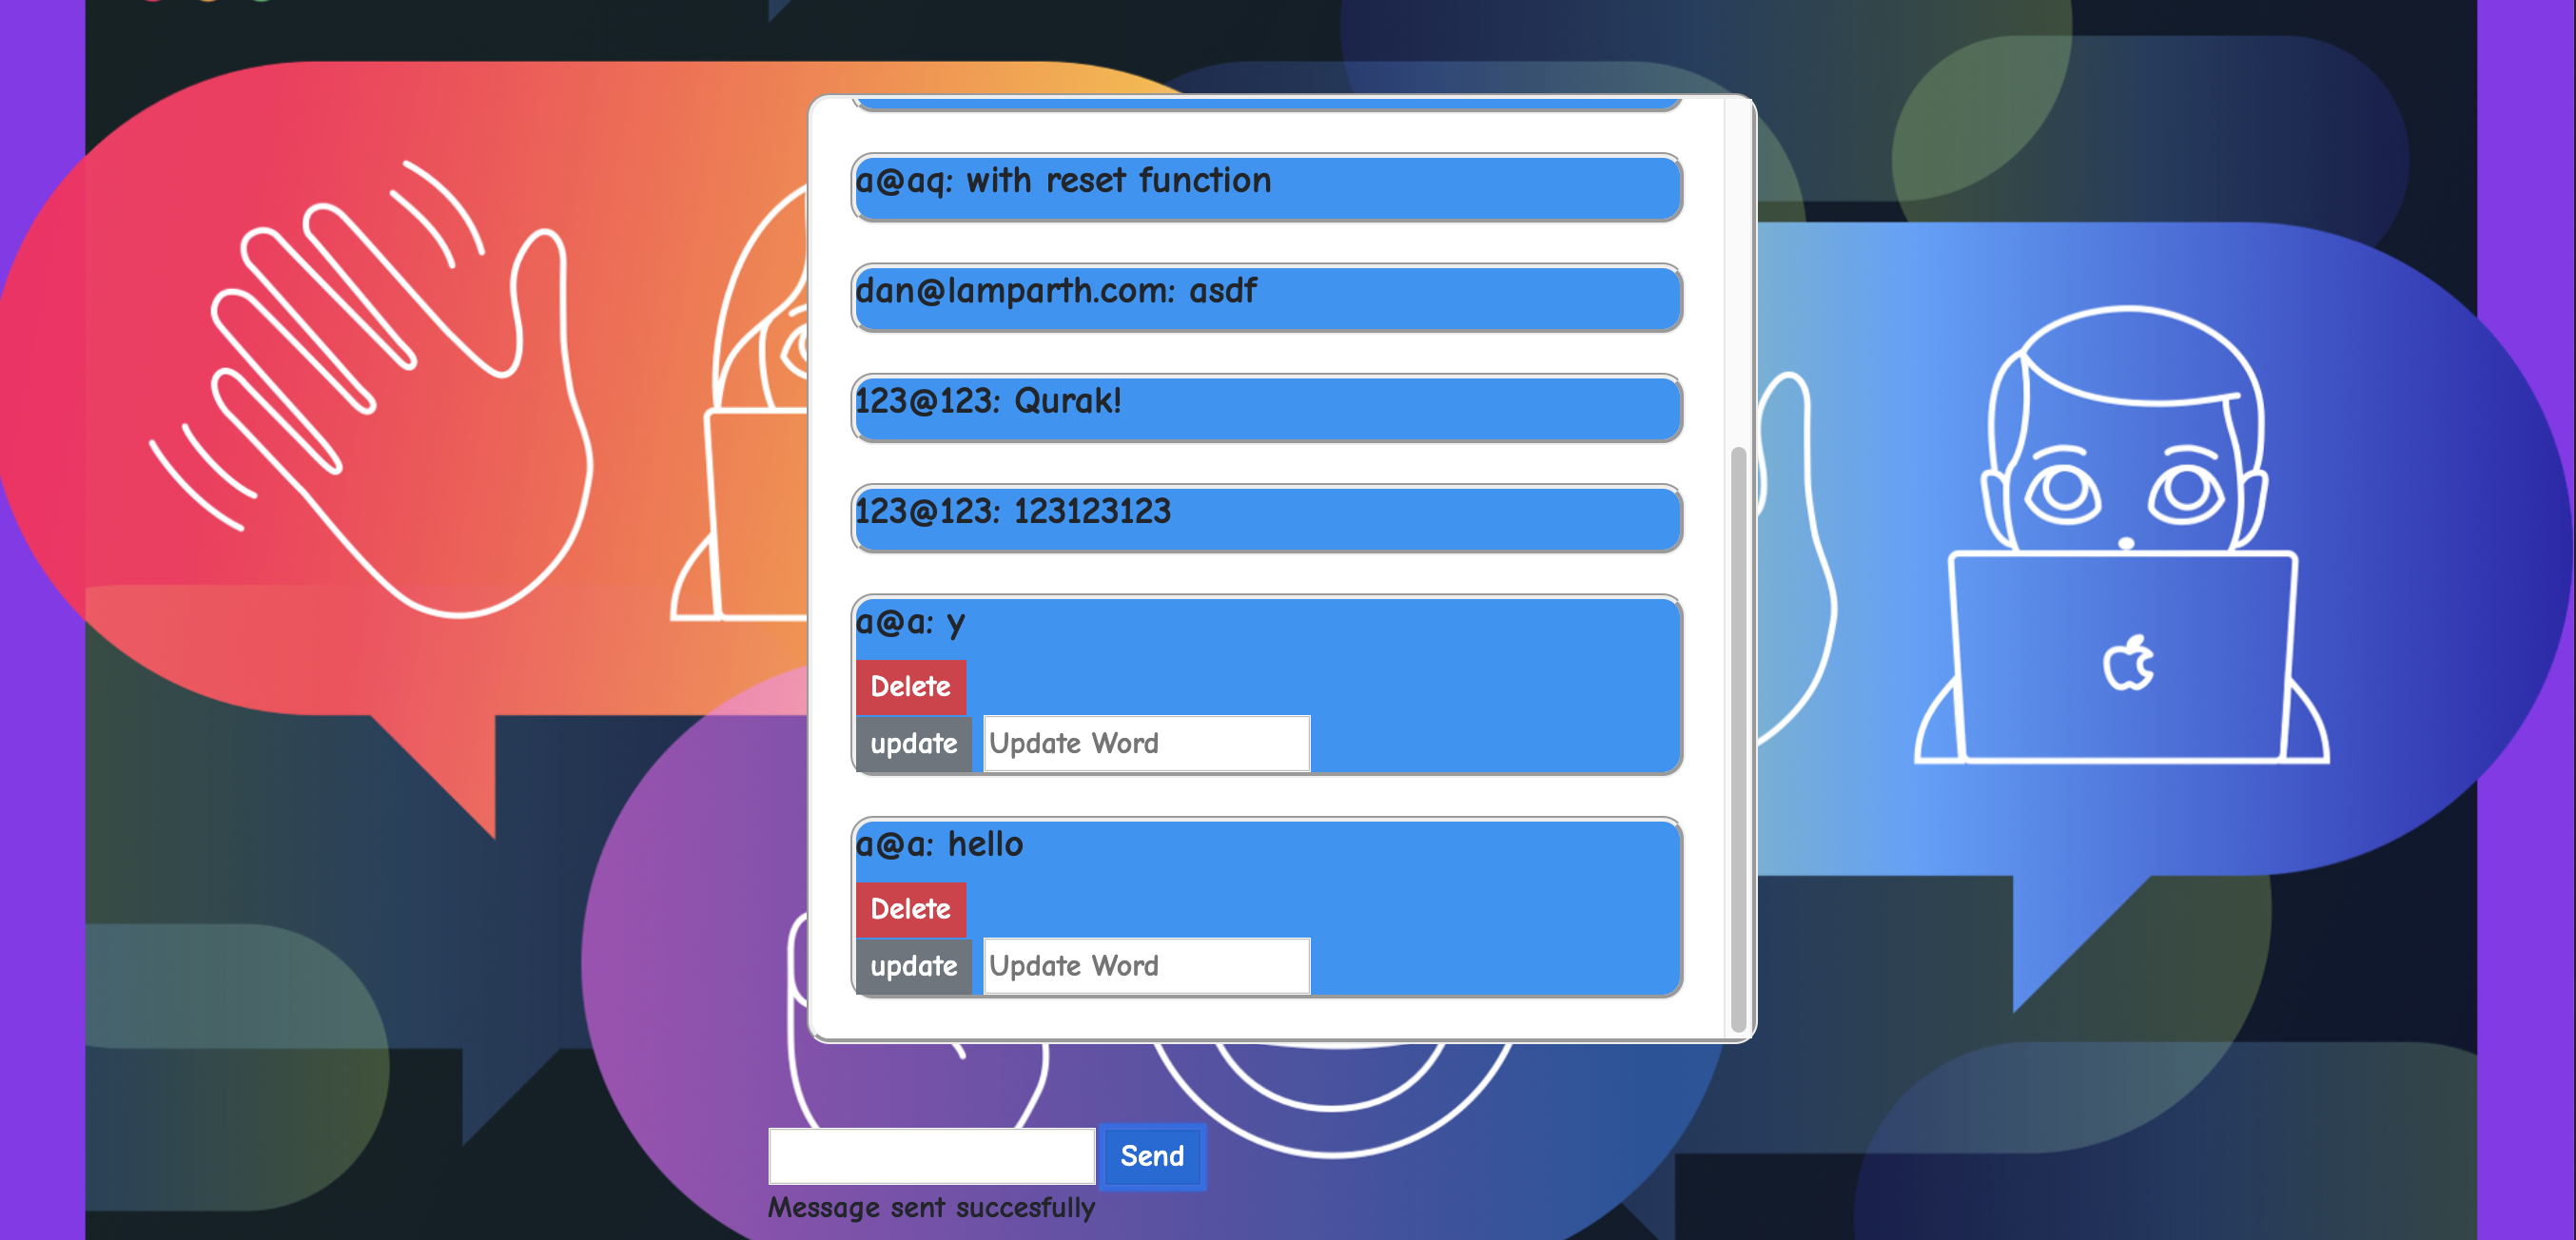 a@aq: with reset function
dan@lamparth.com: asdf
123@123: Qurak!
123@123: 123123123
a@a: y
Delete
update Update Word
a@a: hello
Delete
update Update Word
Send
Message sent succesfully